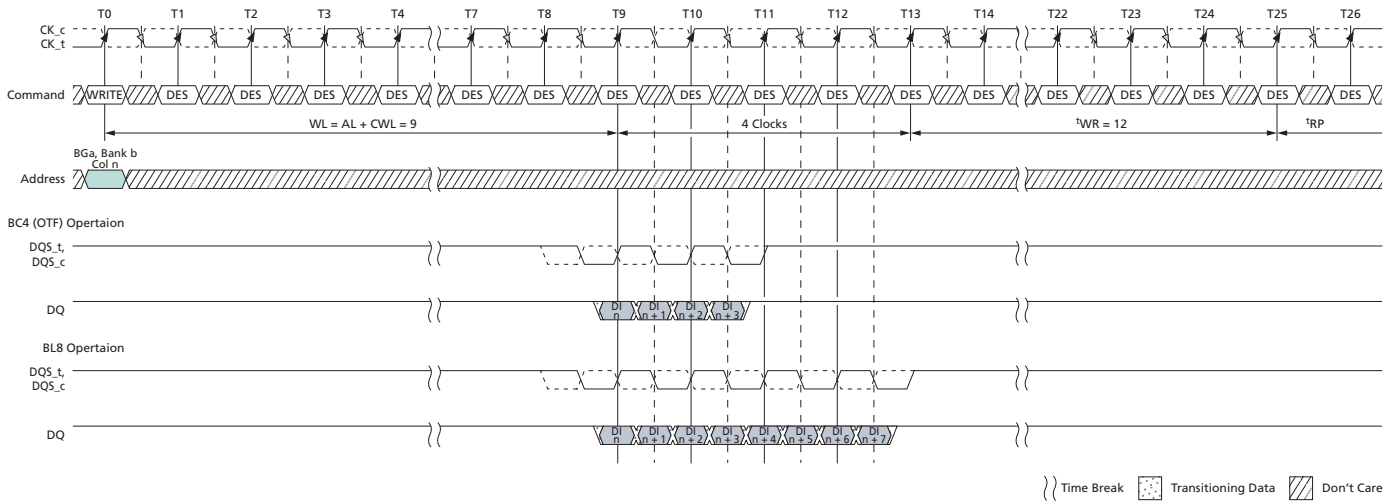 T0 T1 T2 T3 T4 T7 T8 T9 T10 T11 T12 T13 T14 T22 T23 T24 T25 T26
CK_c
CK_t
Command WRITE DES DES DES DES DES DES DES DES DES DES DES DES DES DES DES DES DES
WL = AL + CWL = 9 4 Clocks tWR = 12 tRP
BGa, Bank b
Col n
Address
BC4 (OTF) Opertaion
DQS_t,
DQS_c
DQ DI n DI n + 1 DI n + 2 DI n + 3
BL8 Opertaion
DQS_t,
DQS_c
DQ DI n DI n + 1 DI n + 2 DI n + 3 DI n + 4 DI n + 5 DI n + 6 DI n + 7
Time Break Transitioning Data Don't Care